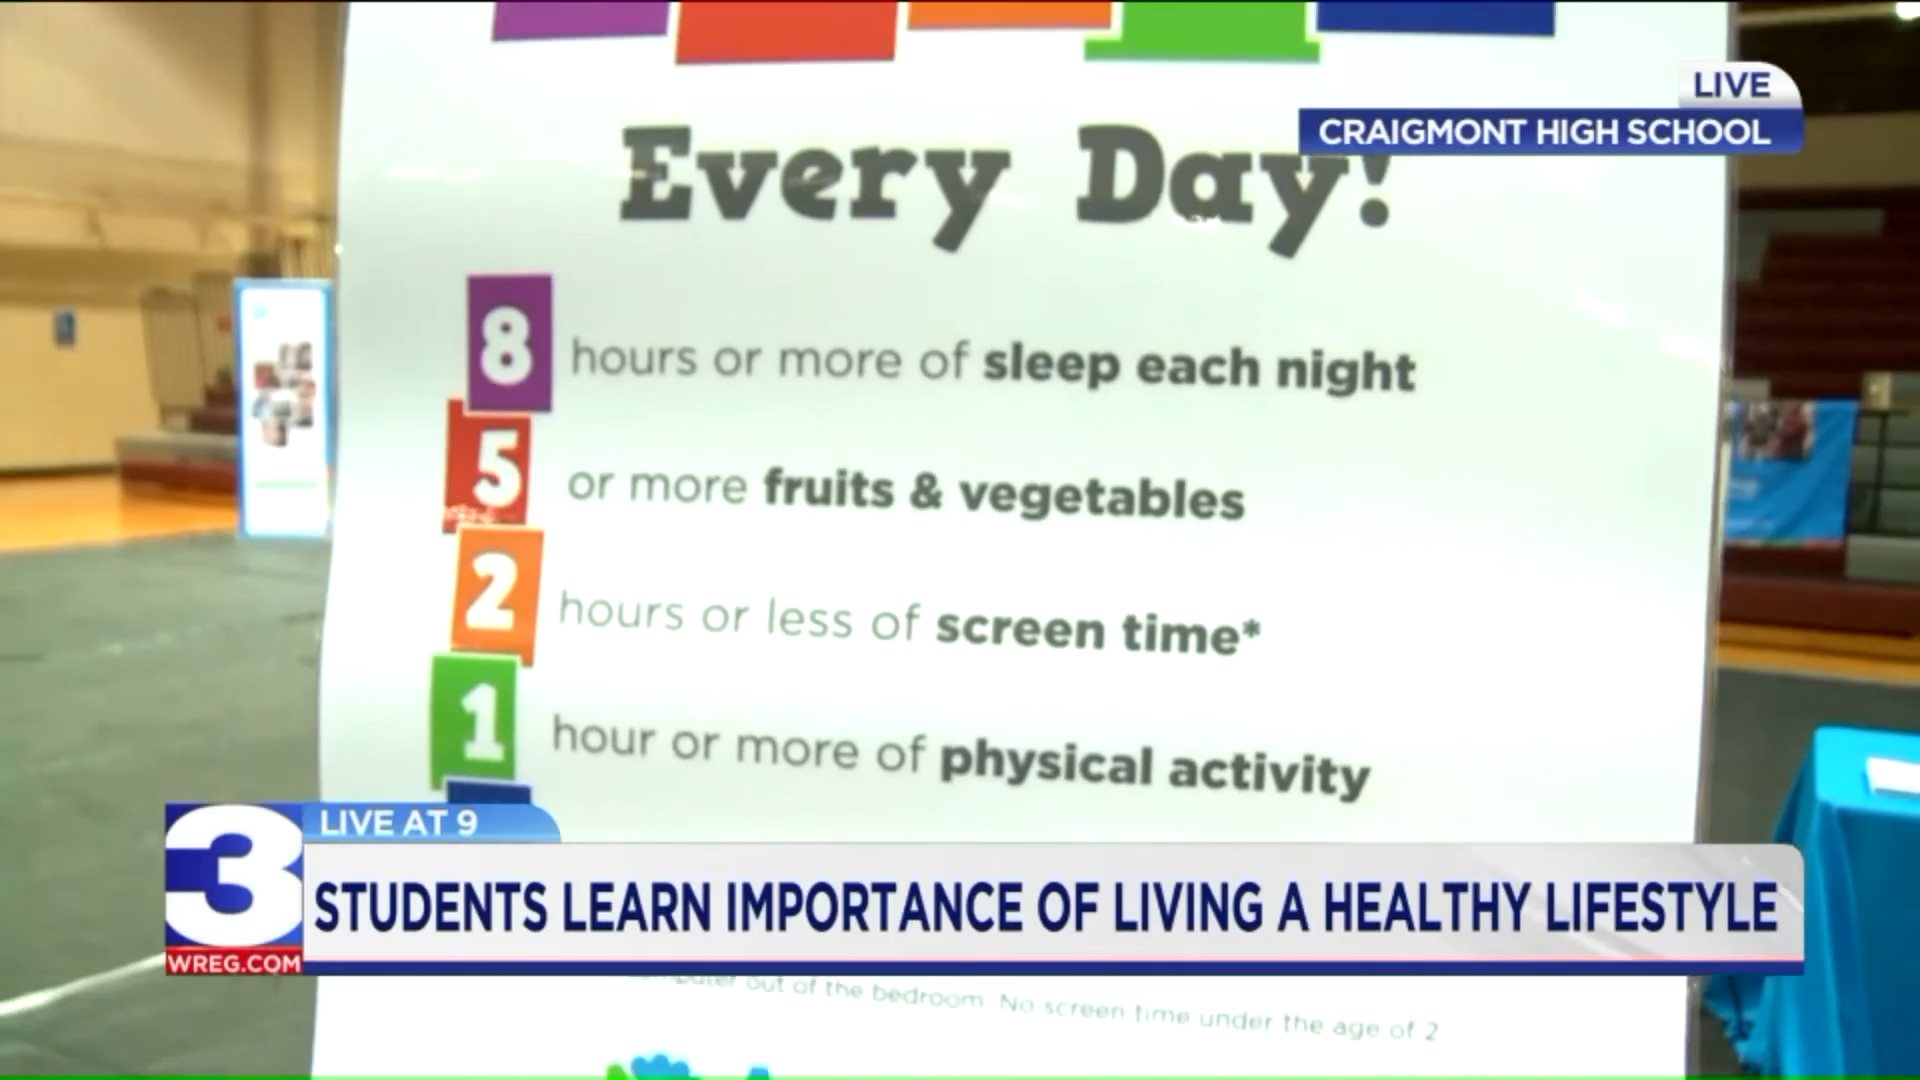 LIVE
CRAIGMONT HIGH SCHOOL
Every Day!
8 hours or more of sleep each night
5 or more fruits & vegetables
2 hours or less of screen time*
1 hour or more of physical activity
LIVE AT 9
3
STUDENTS LEARN IMPORTANCE OF LIVING A HEALTHY LIFESTYLE
WREG.COM
out of the bedroom. No screen time under the age of 2